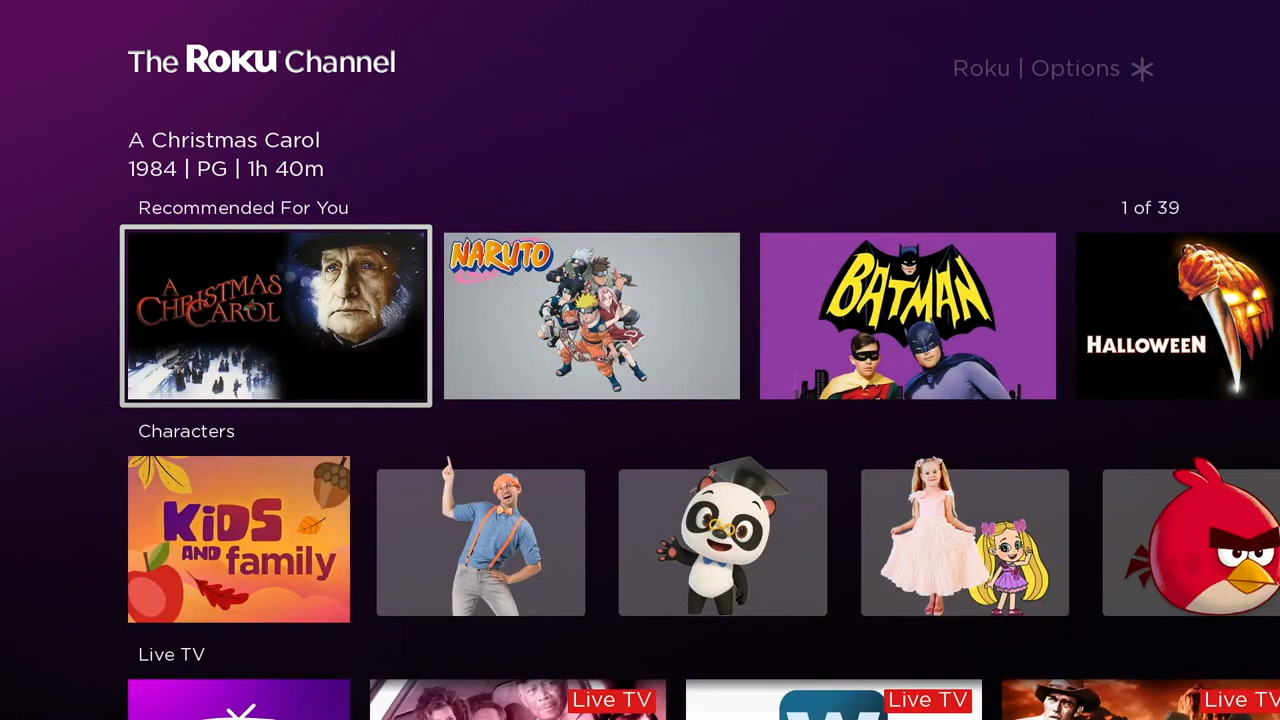 The Roku Channel
Roku | Options
A Christmas Carol
1984 | PG | 1h 40m
Recommended For You
1 of 39
A CHRISTMAS CAROL
NARUTO
BATMAN
HALLOWEEN
Characters
KiDS AND family
Live TV
Live TV
Live TV
Live TV